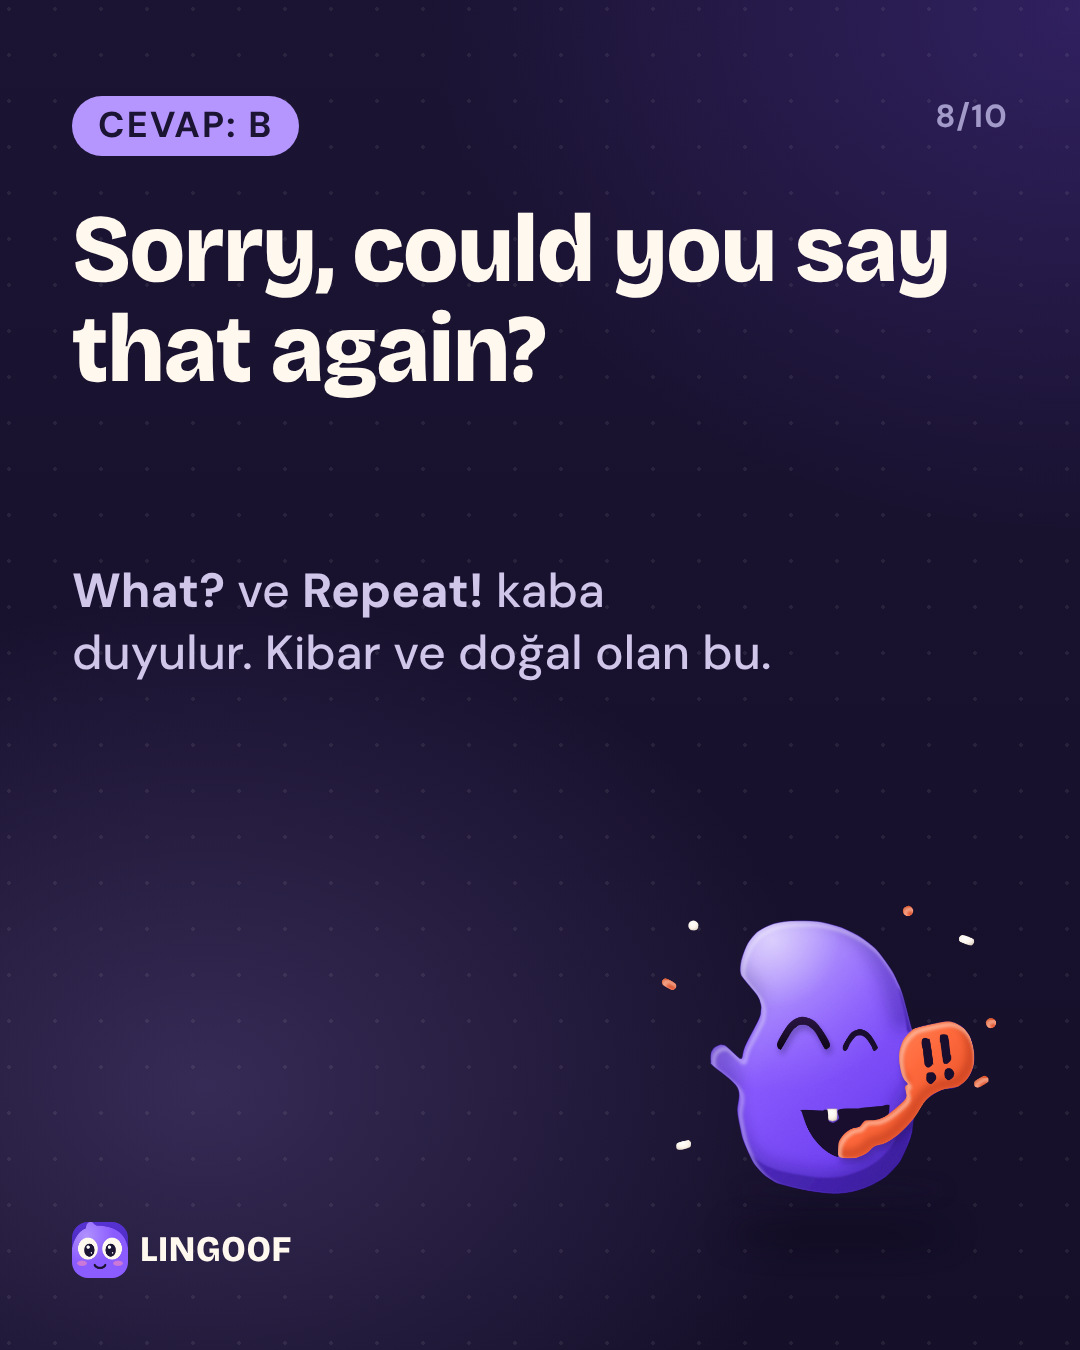 CEVAP: B
8/10
Sorry, could you say
that again?
What? ve Repeat! kaba
duyulur. Kibar ve doğal olan bu.
!!
LINGOOF